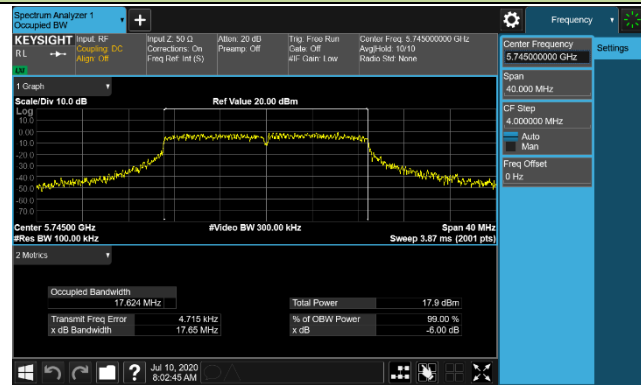 Spectrum Analyzer 1
Occupied BW
+
Frequency
KEYSIGHT
RL
Input: RF
Coupling: DC
Align: Off
Input Z: 50 Ω
Corrections: On
Freq Ref: Int (S)
Atten: 20 dB
Preamp: Off
Trig: Free Run
Gate: Off
#IF Gain: Low
Center Freq: 5.745000000 GHz
Avg|Hold: 10/10
Radio Std: None
LW
Center Frequency
5.745000000 GHz
Settings
Span
40.000 MHz
CF Step
4.000000 MHz
Auto
Man
Freq Offset
0 Hz
1 Graph
Scale/Div 10.0 dB
Ref Value 20.00 dBm
Log
10.0
0.00
-10.0
-20.0
-30.0
-40.0
-50.0
-60.0
-70.0
Center 5.74500 GHz
#Video BW 300.00 kHz
Span 40 MHz
#Res BW 100.00 kHz
Sweep 3.87 ms (2001 pts)
2 Metrics
Occupied Bandwidth
17.624 MHz
Total Power
17.9 dBm
Transmit Freq Error
4.715 kHz
% of OBW Power
99.00 %
x dB Bandwidth
17.65 MHz
x dB
-6.00 dB
?
Jul 10, 2020
8:02:45 AM